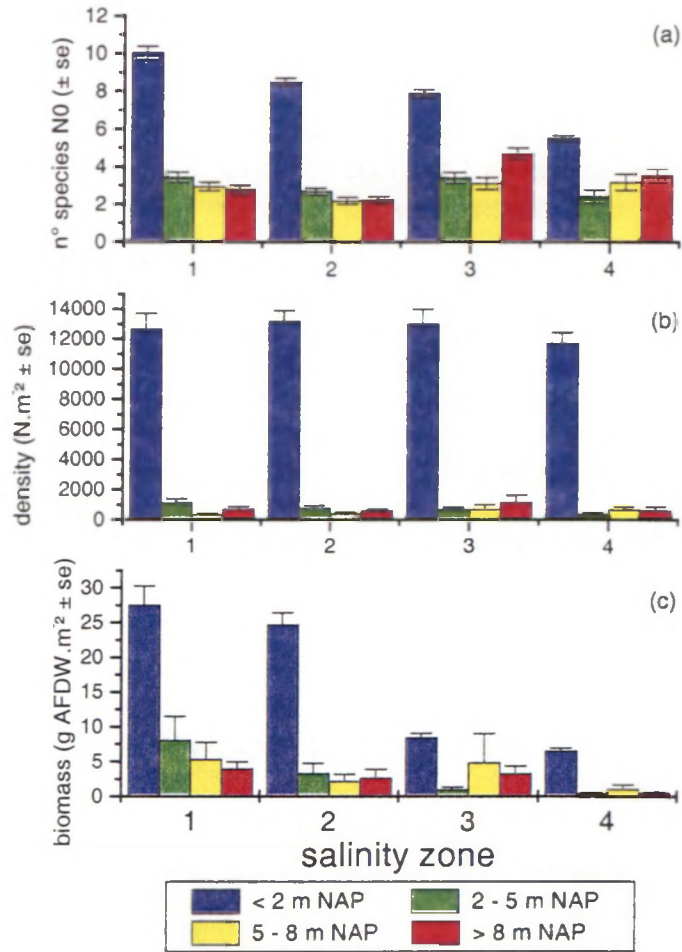 (a)
n° species N0 (± se)
12
10
8
6
4
2
0
1 2 3 4
(b)
density (N.m⁻² ± se)
14000
12000
10000
8000
6000
4000
2000
0
1 2 3 4
(c)
biomass (g AFDW.m⁻² ± se)
30
25
20
15
10
5
0
1 2 3 4
salinity zone
< 2 m NAP 2 - 5 m NAP
5 - 8 m NAP > 8 m NAP